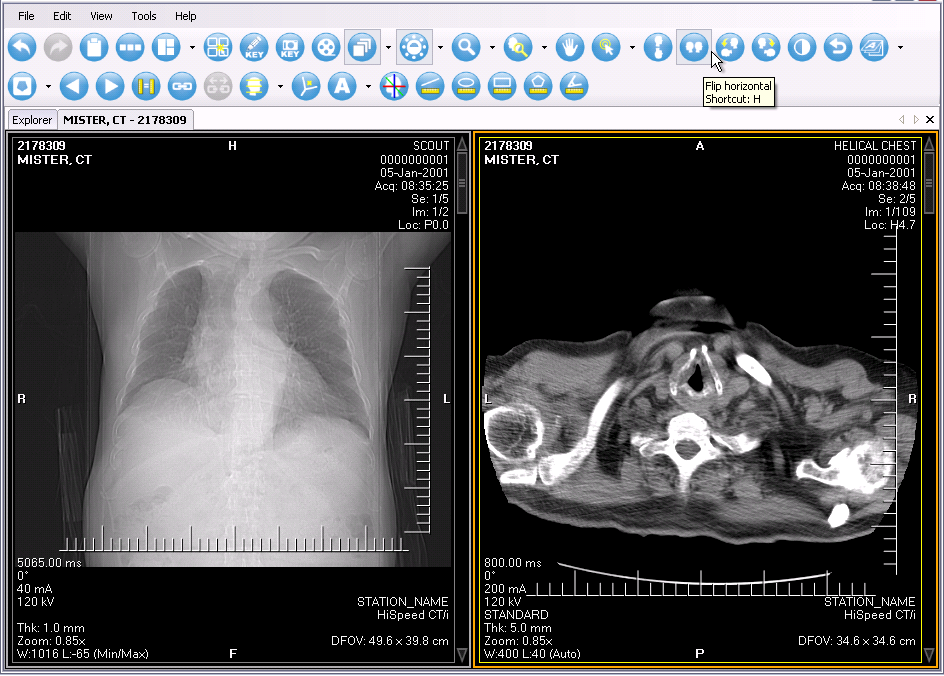 File Edit View Tools Help
KEY KEY
A
Flip horizontal
Shortcut: H
Explorer MISTER, CT - 2178309
2178309 H SCOUT
MISTER, CT 0000000001
05-Jan-2001
Acq: 08:35:25
Se: 1/5
Im: 1/2
Loc: P0.0
R L
5065.00 ms
0°
40 mA
120 kV STATION_NAME
HiSpeed CT/i
Thk: 1.0 mm
Zoom: 0.85x DFOV: 49.6 x 39.8 cm
W:1016 L:-65 (Min/Max) F
2178309 A HELICAL CHEST
MISTER, CT 0000000001
05-Jan-2001
Acq: 08:38:48
Se: 2/5
Im: 1/109
Loc: H4.7
L R
800.00 ms
0°
200 mA
120 kV STATION_NAME
STANDARD HiSpeed CT/i
Thk: 5.0 mm
Zoom: 0.85x DFOV: 34.6 x 34.6 cm
W:400 L:40 (Auto) P